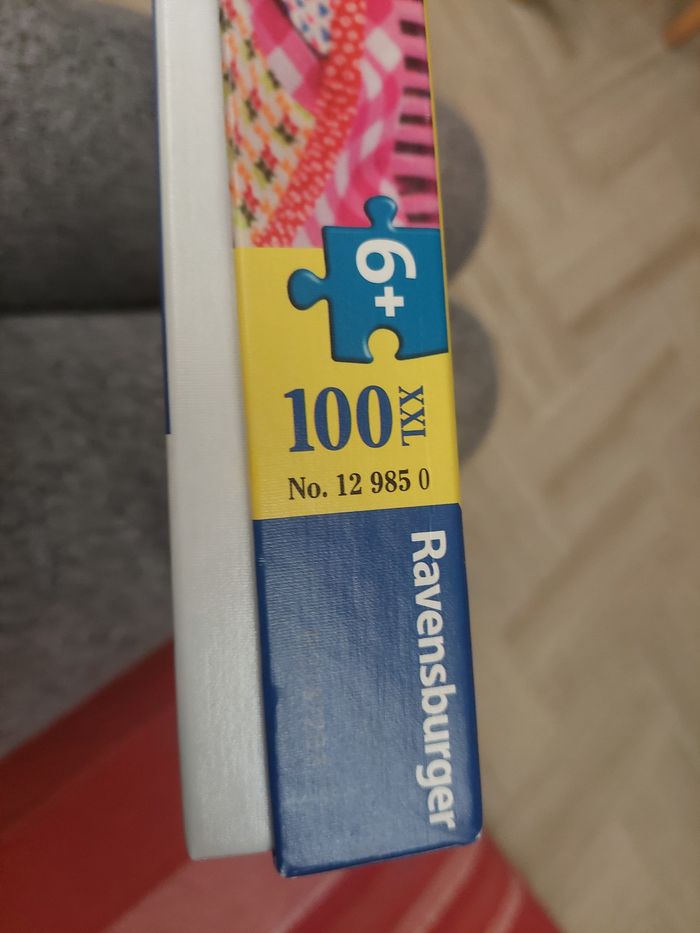 6+
100 XXL
No. 12 985 0
Ravensburger